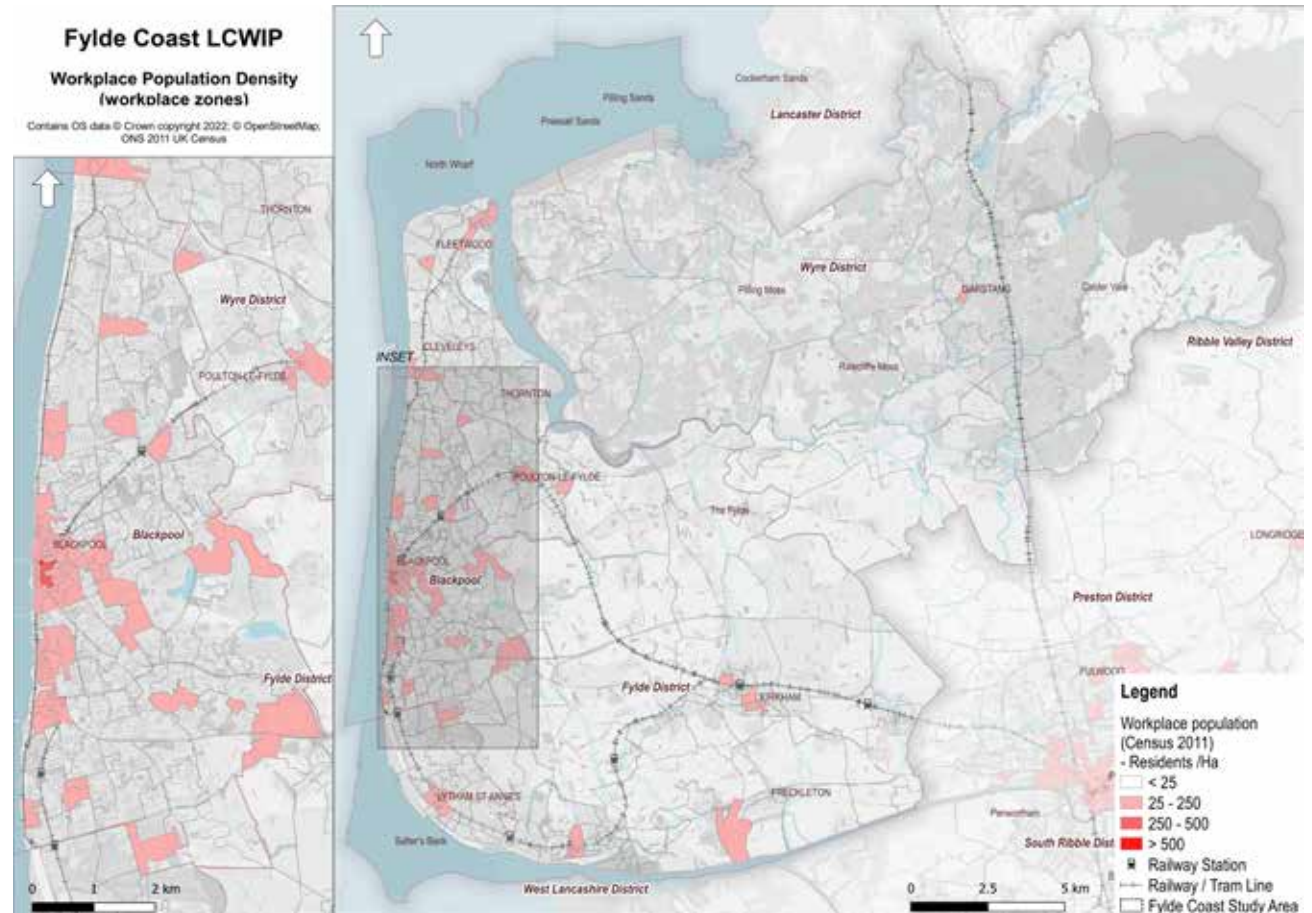 Fylde Coast LCWIP
Workplace Population Density
(workplace zones)
Contains OS data © Crown copyright 2022; © OpenStreetMap;
ONS 2011 UK Census
THORNTON
Wyre District
POULTON-LE-FYLDE
BLACKPOOL
Blackpool
Fylde District
0 1 2 km
Cockerham Sands
Pilling Sands
Lancaster District
Preesall Sands
North Wharf
FLEETWOOD
Wyre District
Pilling Moss
GARSTANG
Calder Vale
Ribble Valley District
CLEVELEYS
INSET
Rawcliffe Moss
THORNTON
POULTON-LE-FYLDE
The Fylde
LONGRIDGE
BLACKPOOL
Blackpool
Preston District
FULWOOD
Fylde District
KIRKHAM
LYTHAM ST ANNES
FRECKLETON
Penwortham
Salter's Bank
South Ribble Dist
West Lancashire District
0 2.5 5 km
Legend
Workplace population
(Census 2011)
- Residents /Ha
< 25
25 - 250
250 - 500
> 500
Railway Station
Railway / Tram Line
Fylde Coast Study Area